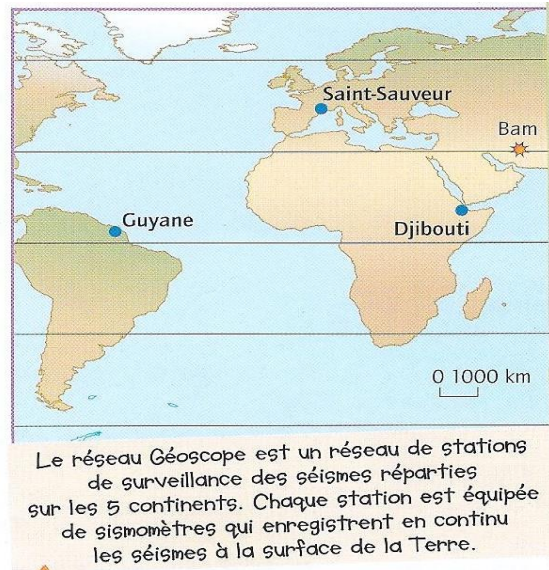 Saint-Sauveur
Bam
Guyane
Djibouti
0 1000 km
Le réseau Géoscope est un réseau de stations
de surveillance des séismes réparties
sur les 5 continents. Chaque station est équipée
de sismomètres qui enregistrent en continu
les séismes à la surface de la Terre.